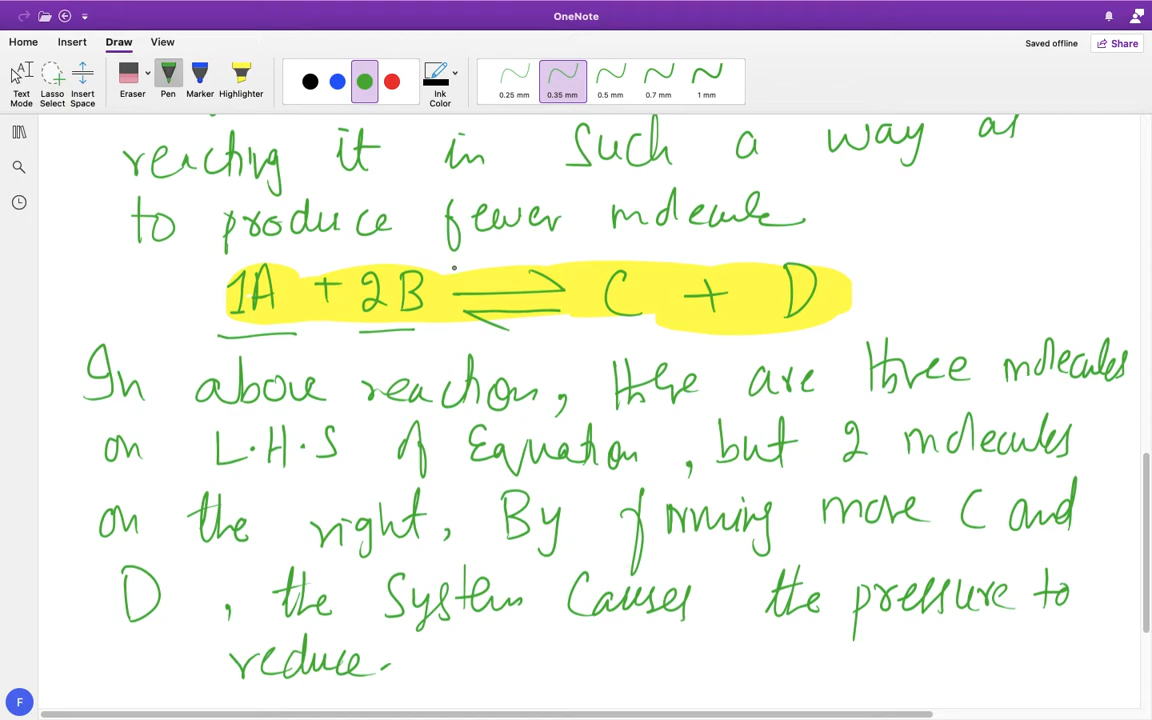 OneNote
Home Insert Draw View
Saved offline Share
Text Mode
Lasso Select
Insert Space
Eraser
Pen
Marker
Highlighter
Ink Color
0.25 mm
0.35 mm
0.5 mm
0.7 mm
1 mm
reaching it in such a way as
to produce fewer molecule
1A + 2B ⇌ C + D
In above reaction, there are three molecules
on L.H.S of Equation, but 2 molecules
on the right, By forming more C and
D, the system causes the pressure to
reduce.
F